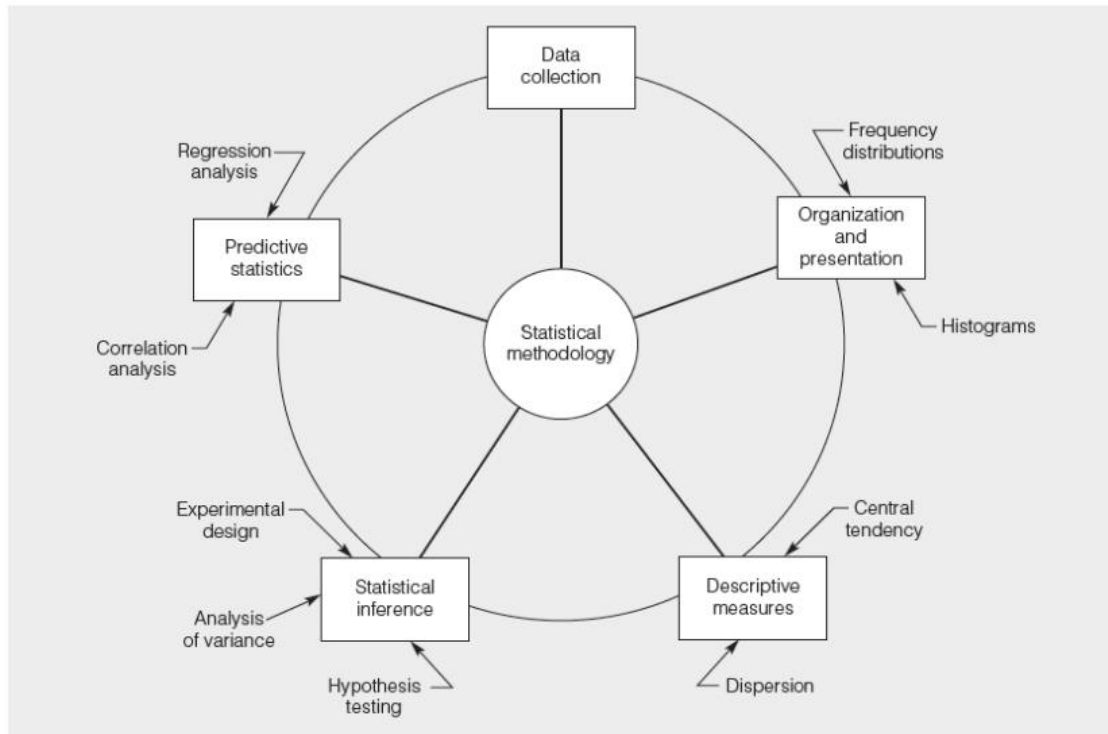 Data
collection
Frequency
distributions
Regression
analysis
Organization
and
presentation
Predictive
statistics
Histograms
Statistical
methodology
Correlation
analysis
Experimental
design
Central
tendency
Statistical
inference
Descriptive
measures
Analysis
of variance
Hypothesis
testing
Dispersion